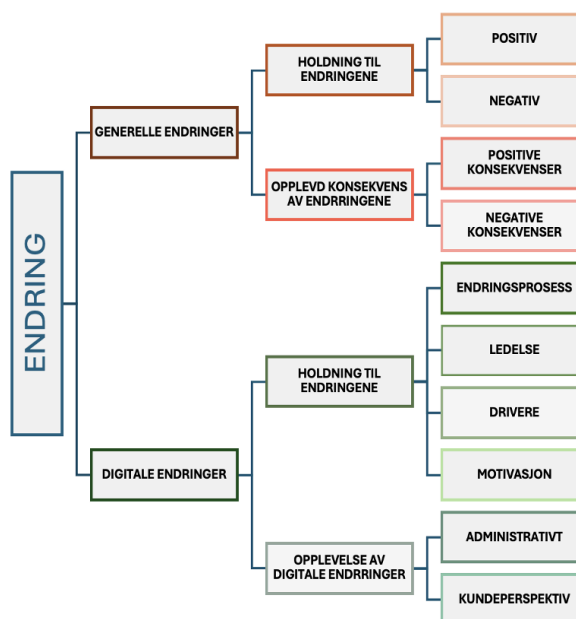 ENDRING
GENERELLE ENDRINGER
HOLDNING TIL
ENDRINGENE
POSITIV
NEGATIV
OPPLEVD KONSEKVENS
AV ENDRRINGENE
POSITIVE
KONSEKVENSER
NEGATIVE
KONSEKVENSER
DIGITALE ENDRINGER
HOLDNING TIL
ENDRINGENE
ENDRINGSPROSESS
LEDELSE
DRIVERE
MOTIVASJON
OPPLEVELSE AV
DIGITALE ENDRRINGER
ADMINISTRATIVT
KUNDEPERSPEKTIV